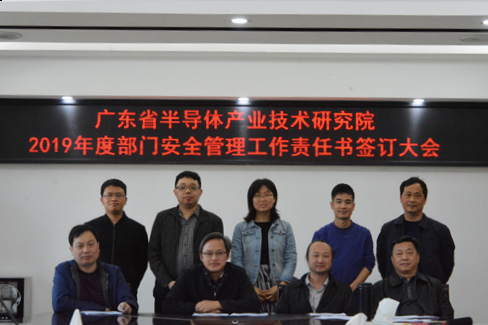 广东省半导体产业技术研究院
2019年度部门安全管理工作责任书签订大会